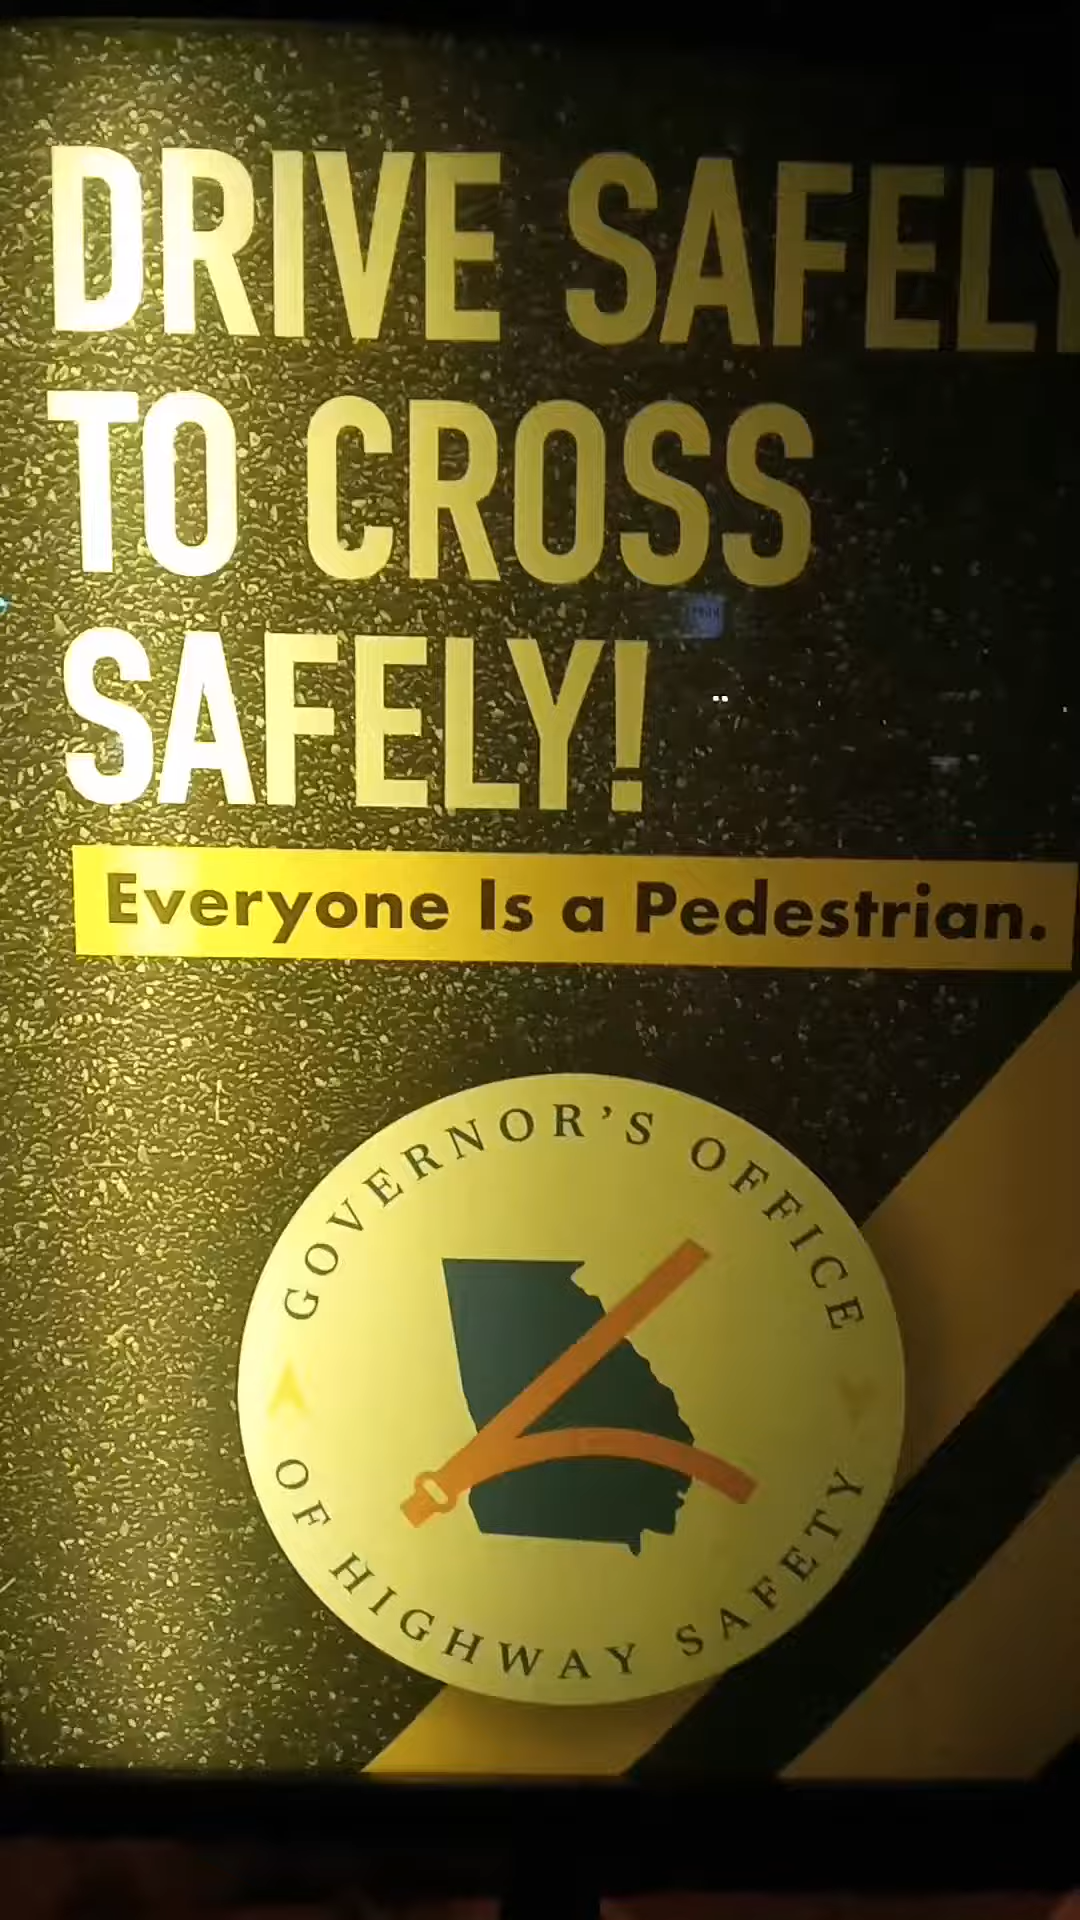 DRIVE SAFELY
TO CROSS
SAFELY!
Everyone Is a Pedestrian.
GOVERNOR'S OFFICE
OF HIGHWAY SAFETY